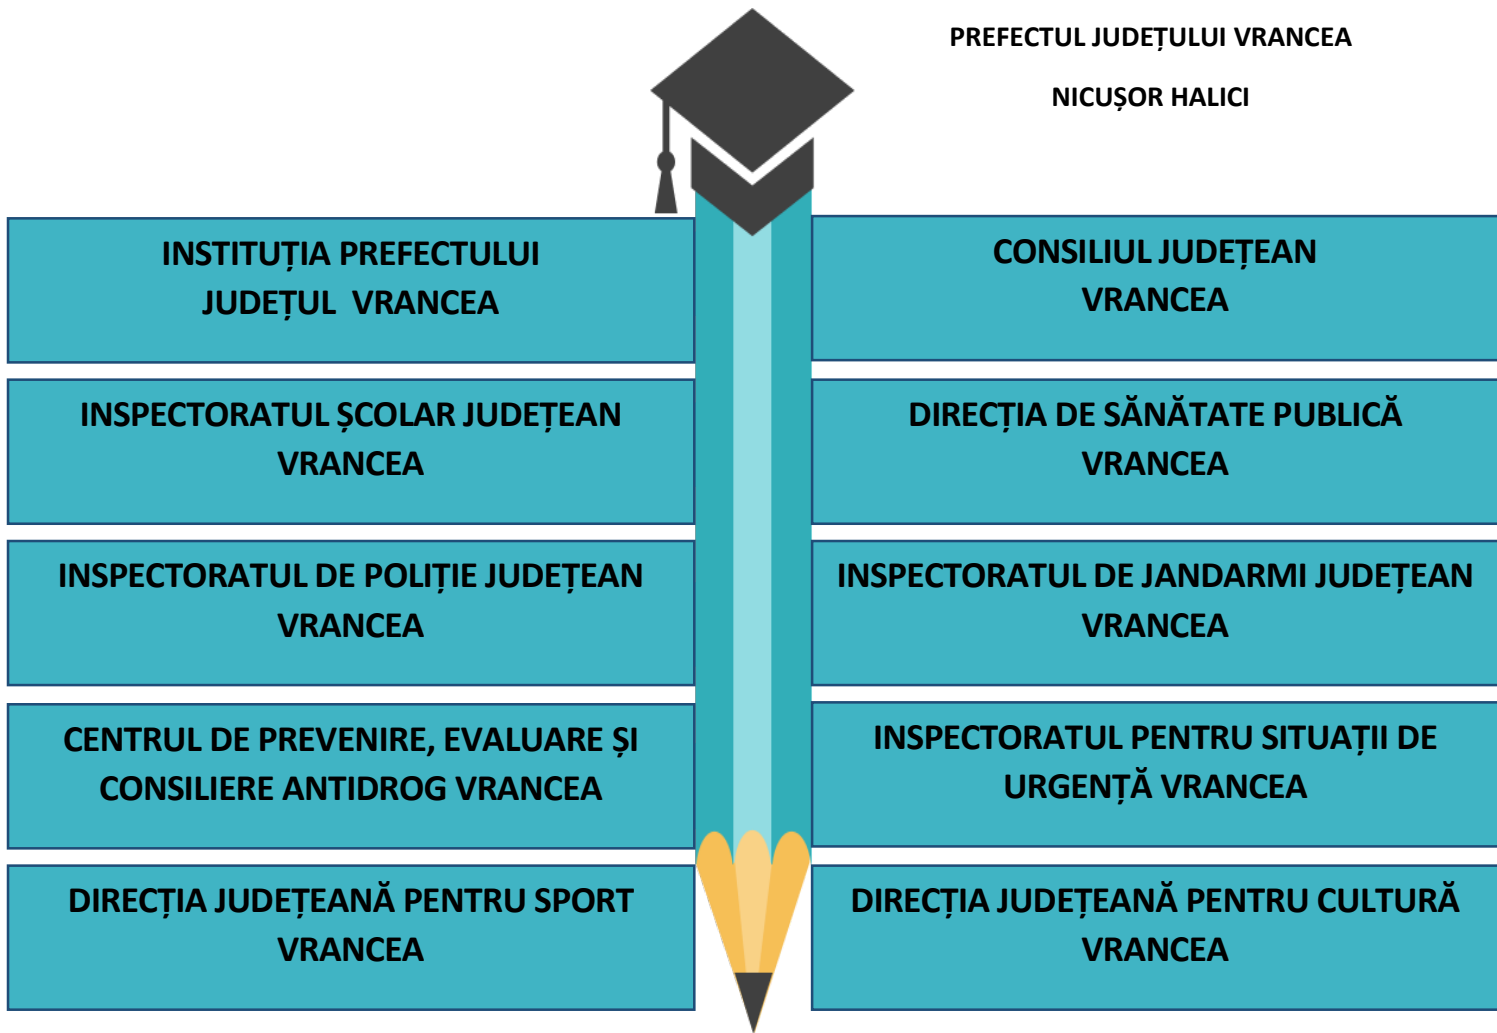 PREFECTUL JUDEȚULUI VRANCEA
NICUȘOR HALICI
INSTITUȚIA PREFECTULUI
JUDEȚUL VRANCEA
CONSILIUL JUDEȚEAN
VRANCEA
INSPECTORATUL ȘCOLAR JUDEȚEAN
VRANCEA
DIRECȚIA DE SĂNĂTATE PUBLICĂ
VRANCEA
INSPECTORATUL DE POLIȚIE JUDEȚEAN
VRANCEA
INSPECTORATUL DE JANDARMI JUDEȚEAN
VRANCEA
CENTRUL DE PREVENIRE, EVALUARE ȘI
CONSILIERE ANTIDROG VRANCEA
INSPECTORATUL PENTRU SITUAȚII DE
URGENȚĂ VRANCEA
DIRECȚIA JUDEȚEANĂ PENTRU SPORT
VRANCEA
DIRECȚIA JUDEȚEANĂ PENTRU CULTURĂ
VRANCEA